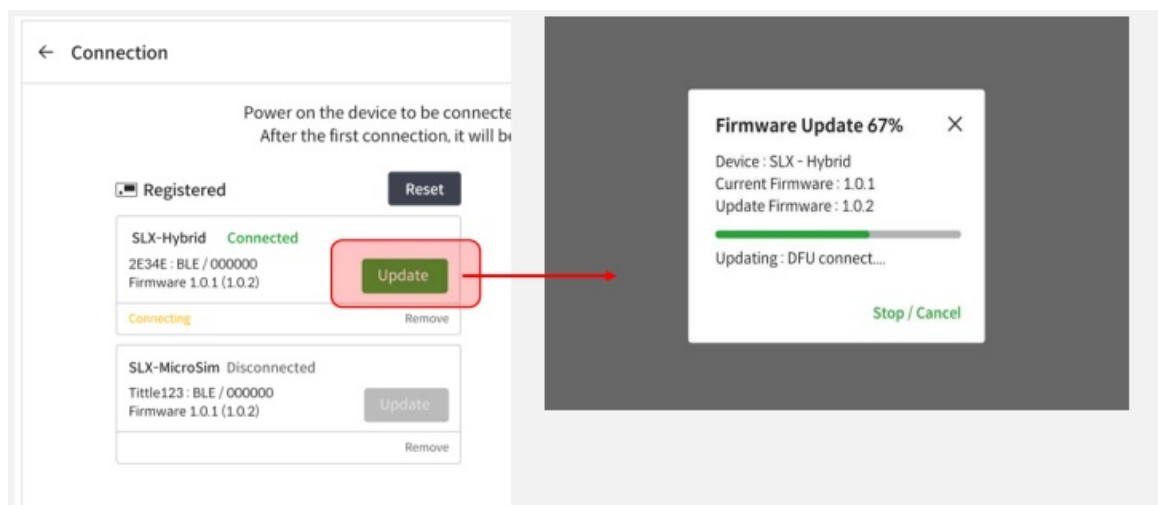 ← Connection
Power on the device to be connecte
After the first connection, it will be
Registered
Reset
SLX-Hybrid Connected
2E34E : BLE / 000000
Firmware 1.0.1 (1.0.2)
Update
Connecting
Remove
SLX-MicroSim Disconnected
Tittle123 : BLE / 000000
Firmware 1.0.1 (1.0.2)
Update
Remove
Firmware Update 67%
Device : SLX - Hybrid
Current Firmware : 1.0.1
Update Firmware : 1.0.2
Updating : DFU connect....
Stop / Cancel